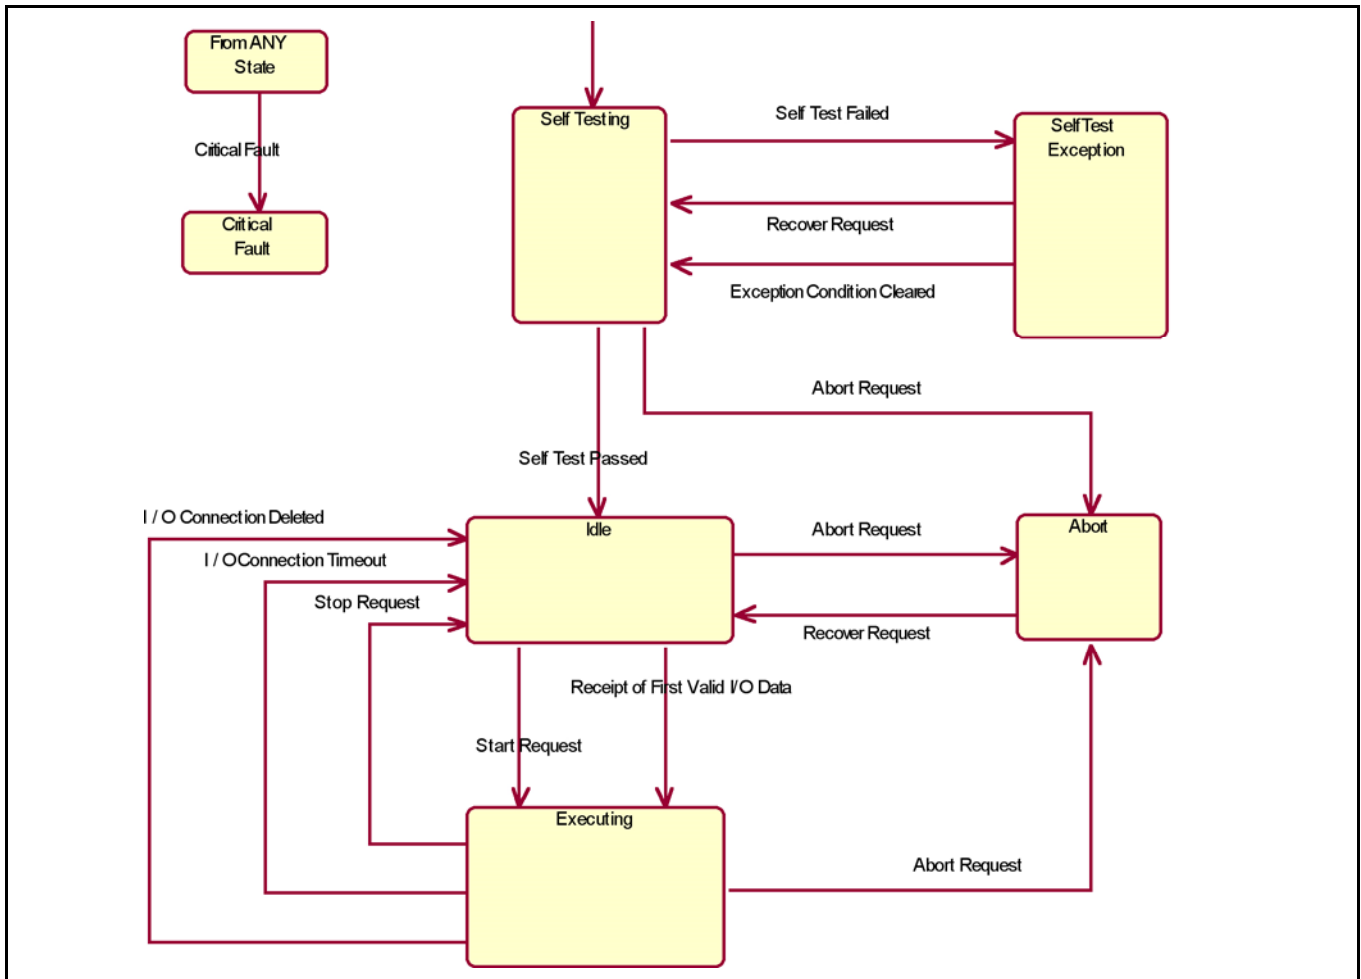 From ANY
State
Critical Fault
Critical
Fault
Self Testing
Self Test Failed
Self Test
Exception
Recover Request
Exception Condition Cleared
Abort Request
Self Test Passed
I / O Connection Deleted
I / O Connection Timeout
Stop Request
Idle
Abort Request
Abort
Recover Request
Receipt of First Valid I/O Data
Start Request
Executing
Abort Request